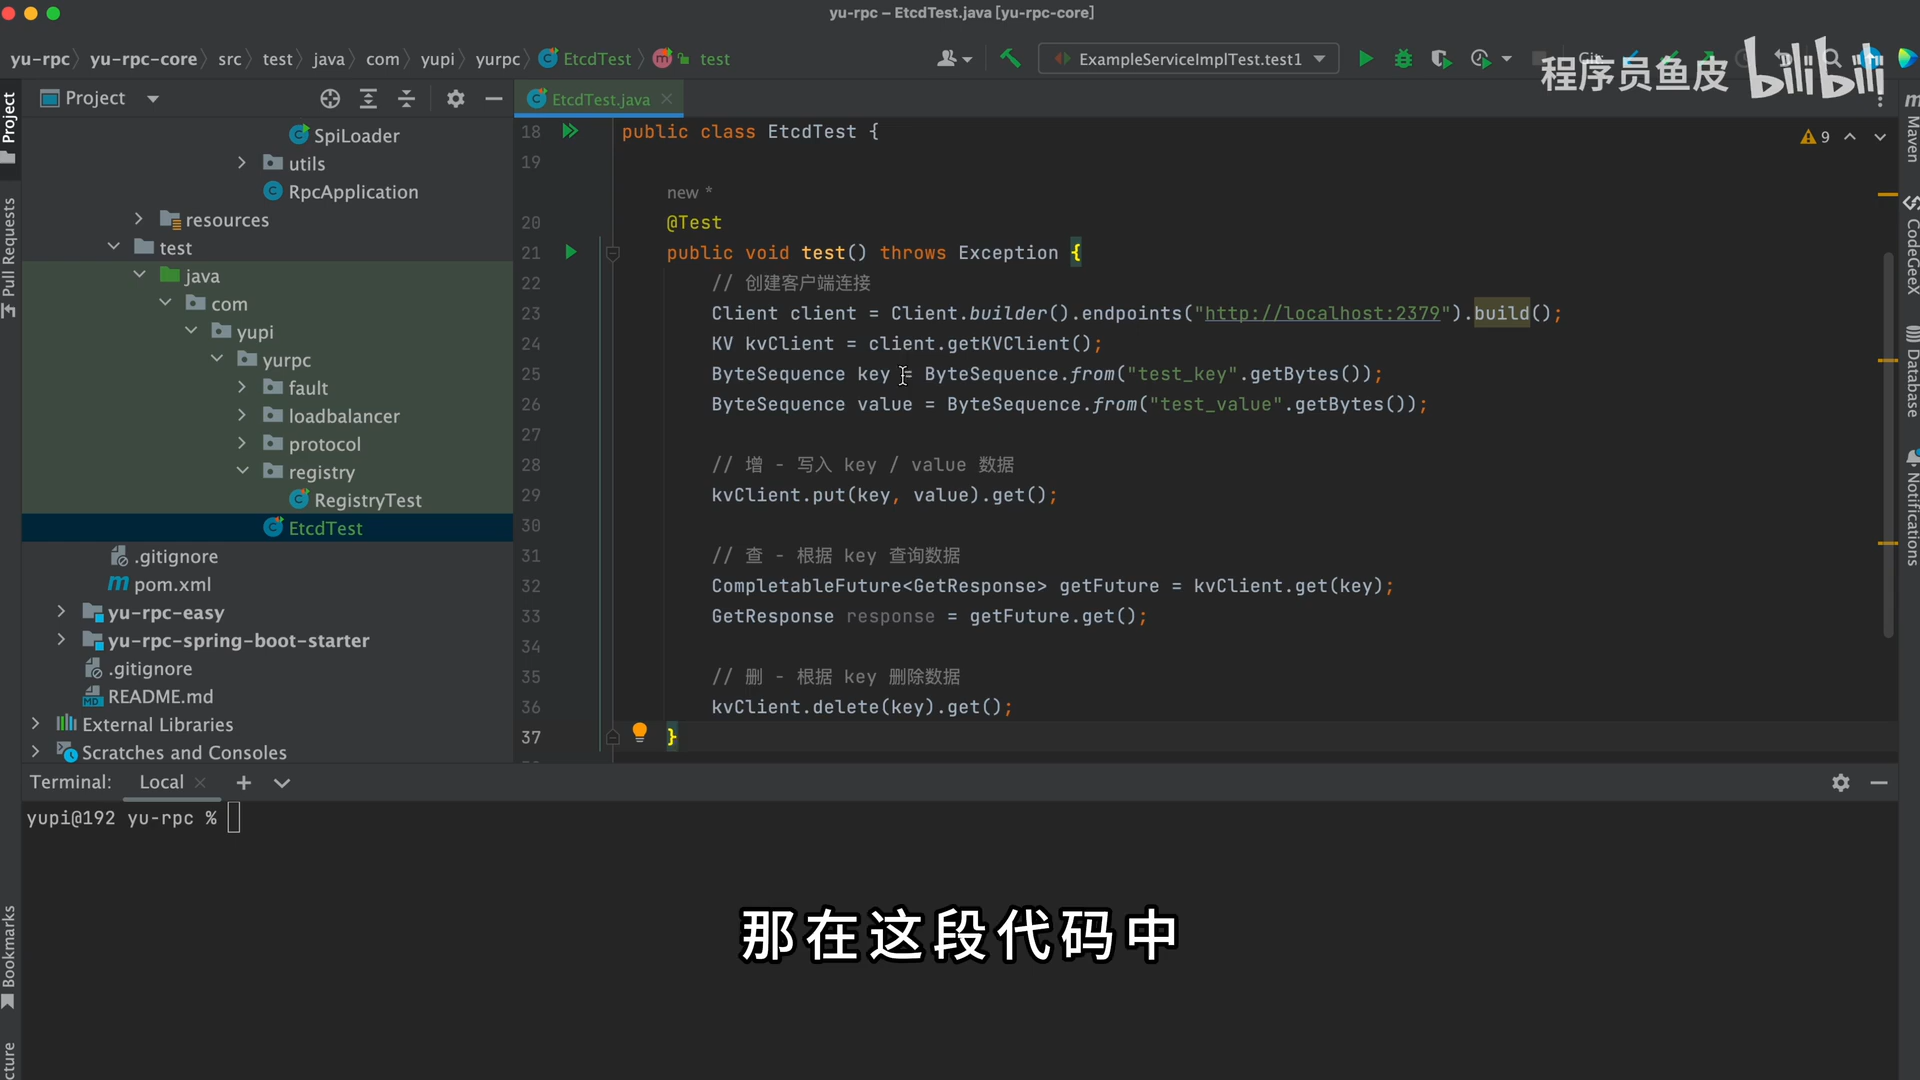 yu-rpc – EtcdTest.java [yu-rpc-core]
yu-rpc yu-rpc-core src test java com yupi yurpc EtcdTest test
ExampleServiceImplTest.test1
Git:
程序员鱼皮 bilibili
Project
Project
EtcdTest.java
SpiLoader
utils
RpcApplication
resources
test
java
com
yupi
yurpc
fault
loadbalancer
protocol
registry
RegistryTest
EtcdTest
.gitignore
pom.xml
yu-rpc-easy
yu-rpc-spring-boot-starter
.gitignore
README.md
External Libraries
Scratches and Consoles
Pull Requests
Bookmarks
9
18 public class EtcdTest {
19
new *
20 @Test
21 public void test() throws Exception {
22 // 创建客户端连接
23 Client client = Client.builder().endpoints("http://localhost:2379").build();
24 KV kvClient = client.getKVClient();
25 ByteSequence key = ByteSequence.from("test_key".getBytes());
26 ByteSequence value = ByteSequence.from("test_value".getBytes());
27
28 // 增 - 写入 key / value 数据
29 kvClient.put(key, value).get();
30
31 // 查 - 根据 key 查询数据
32 CompletableFuture<GetResponse> getFuture = kvClient.get(key);
33 GetResponse response = getFuture.get();
34
35 // 删 - 根据 key 删除数据
36 kvClient.delete(key).get();
37 }
Maven
CodeGeeX
Database
Notifications
Terminal: Local
yupi@192 yu-rpc %
那在这段代码中